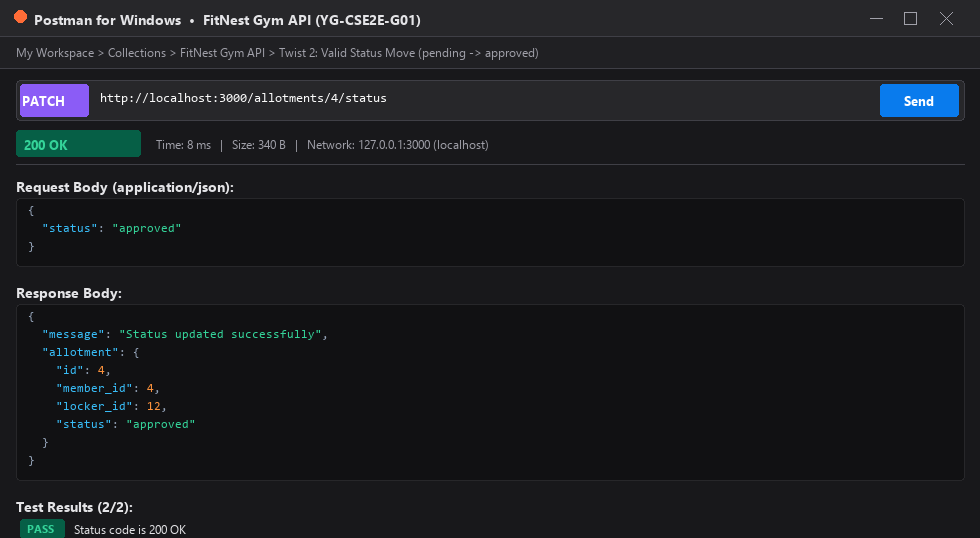 Postman for Windows • FitNest Gym API (YG-CSE2E-G01)
My Workspace > Collections > FitNest Gym API > Twist 2: Valid Status Move (pending -> approved)
PATCH http://localhost:3000/allotments/4/status Send
200 OK Time: 8 ms | Size: 340 B | Network: 127.0.0.1:3000 (localhost)
Request Body (application/json):
{
  "status": "approved"
}
Response Body:
{
  "message": "Status updated successfully",
  "allotment": {
    "id": 4,
    "member_id": 4,
    "locker_id": 12,
    "status": "approved"
  }
}
Test Results (2/2):
PASS Status code is 200 OK